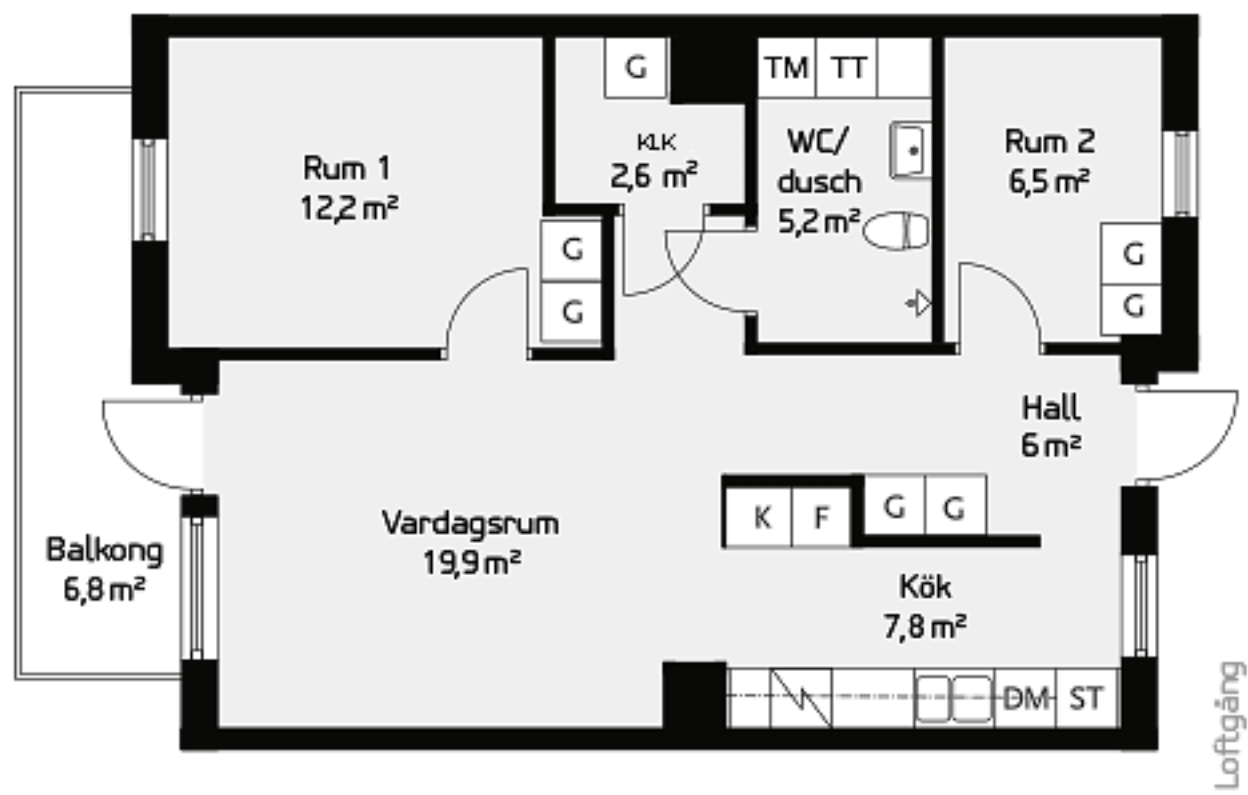 G
TM TT
KLK
2,6 m²
WC/
dusch
5,2 m²
Rum 1
12,2 m²
Rum 2
6,5 m²
G
G
G
G
Hall
6 m²
K F G G
Vardagsrum
19,9 m²
Balkong
6,8 m²
Kök
7,8 m²
DM ST
Loftgång